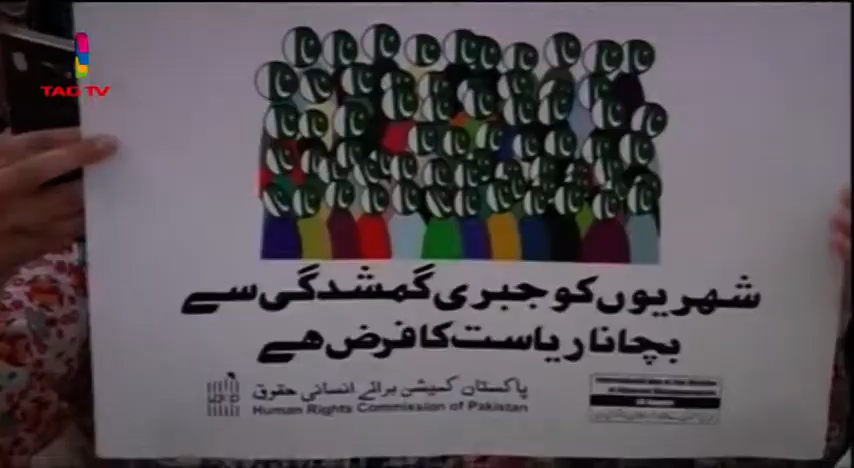 TAG TV
شہریوں کو جبری گمشدگی سے
بچانا ریاست کا فرض ہے
پاکستان کمیشن برائے انسانی حقوق
Human Rights Commission of Pakistan